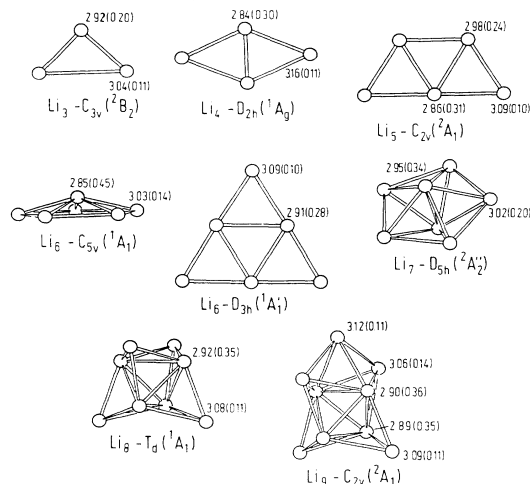 2.92(0.20)
3.04(0.11)
Li3 - C3v(2B2)
2.84(0.30)
3.16(0.11)
Li4 - D2h(1Ag)
2.98(0.24)
2.86(0.31)
3.09(0.10)
Li5 - C2v(2A1)
2.85(0.45)
3.03(0.14)
Li6 - C5v(1A1)
3.09(0.10)
2.91(0.28)
Li6 - D3h(1A1')
2.95(0.34)
3.02(0.20)
Li7 - D5h(2A2'')
2.92(0.35)
3.08(0.11)
Li8 - Td(1A1)
3.12(0.11)
3.06(0.14)
2.90(0.36)
2.89(0.35)
3.09(0.11)
Li9 - C2v(2A1)